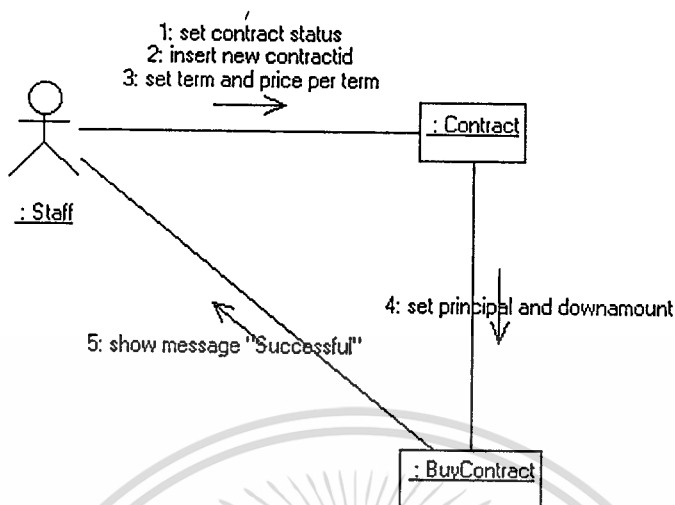 1: set contract status
2: insert new contractid
3: set term and price per term
: Contract
: Staff
4: set principal and downamount
5: show message "Successful"
: BuyContract